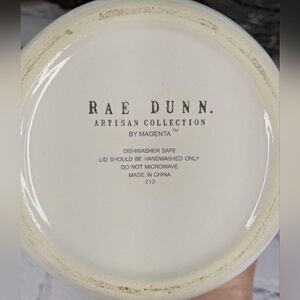 RAE DUNN.
ARTISAN COLLECTION
BY MAGENTA™
DISHWASHER SAFE
LID SHOULD BE HANDWASHED ONLY
DO NOT MICROWAVE
MADE IN CHINA
-212-